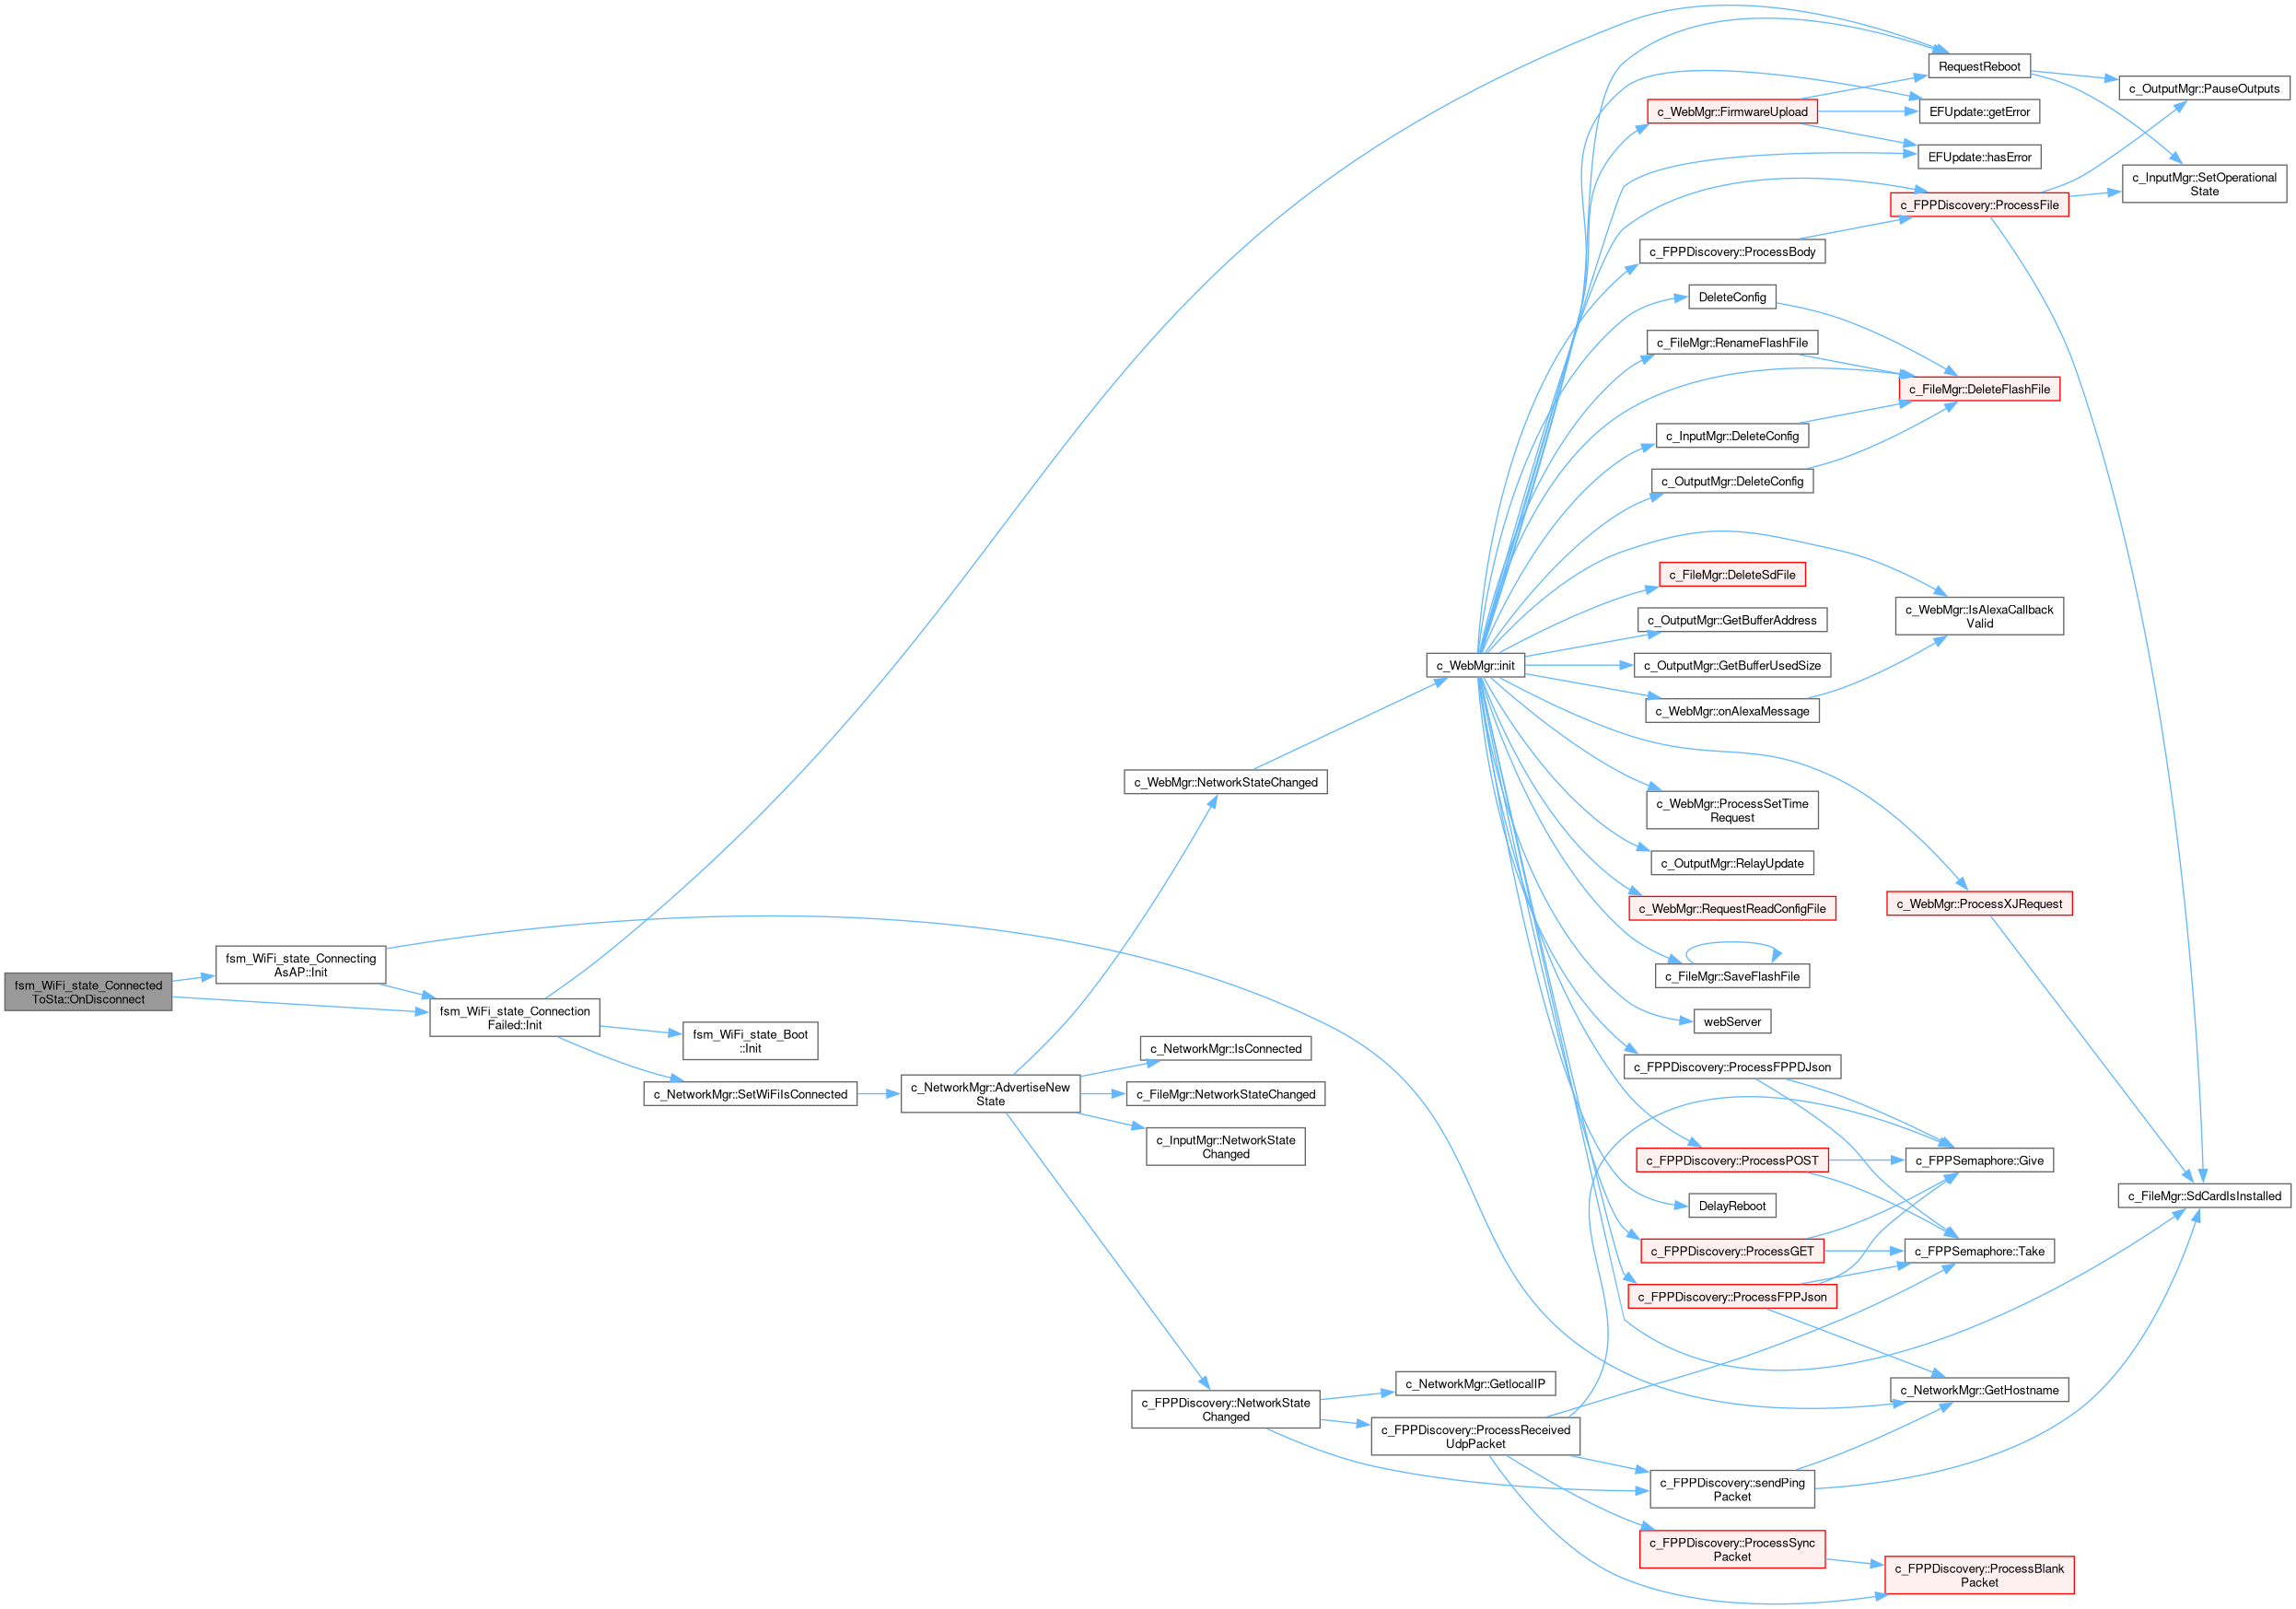 fsm_WiFi_state_Connected
ToSta::OnDisconnect
fsm_WiFi_state_Connecting
AsAP::Init
fsm_WiFi_state_Connection
Failed::Init
fsm_WiFi_state_Boot
::Init
c_NetworkMgr::SetWiFiIsConnected
c_NetworkMgr::AdvertiseNew
State
c_WebMgr::NetworkStateChanged
c_NetworkMgr::IsConnected
c_FileMgr::NetworkStateChanged
c_InputMgr::NetworkState
Changed
c_FPPDiscovery::NetworkState
Changed
c_WebMgr::init
c_NetworkMgr::GetlocalIP
c_FPPDiscovery::ProcessReceived
UdpPacket
c_WebMgr::FirmwareUpload
c_FPPDiscovery::ProcessBody
DeleteConfig
c_FileMgr::RenameFlashFile
c_InputMgr::DeleteConfig
c_OutputMgr::DeleteConfig
c_FileMgr::DeleteSdFile
c_OutputMgr::GetBufferAddress
c_OutputMgr::GetBufferUsedSize
c_WebMgr::onAlexaMessage
c_WebMgr::ProcessSetTime
Request
c_OutputMgr::RelayUpdate
c_WebMgr::RequestReadConfigFile
c_FileMgr::SaveFlashFile
webServer
c_FPPDiscovery::ProcessFPPDJson
c_FPPDiscovery::ProcessPOST
DelayReboot
c_FPPDiscovery::ProcessGET
c_FPPDiscovery::ProcessFPPJson
c_FPPDiscovery::sendPing
Packet
c_FPPDiscovery::ProcessSync
Packet
RequestReboot
EFUpdate::getError
EFUpdate::hasError
c_FPPDiscovery::ProcessFile
c_FileMgr::DeleteFlashFile
c_WebMgr::IsAlexaCallback
Valid
c_WebMgr::ProcessXJRequest
c_FPPSemaphore::Give
c_FPPSemaphore::Take
c_NetworkMgr::GetHostname
c_FPPDiscovery::ProcessBlank
Packet
c_OutputMgr::PauseOutputs
c_InputMgr::SetOperational
State
c_FileMgr::SdCardIsInstalled